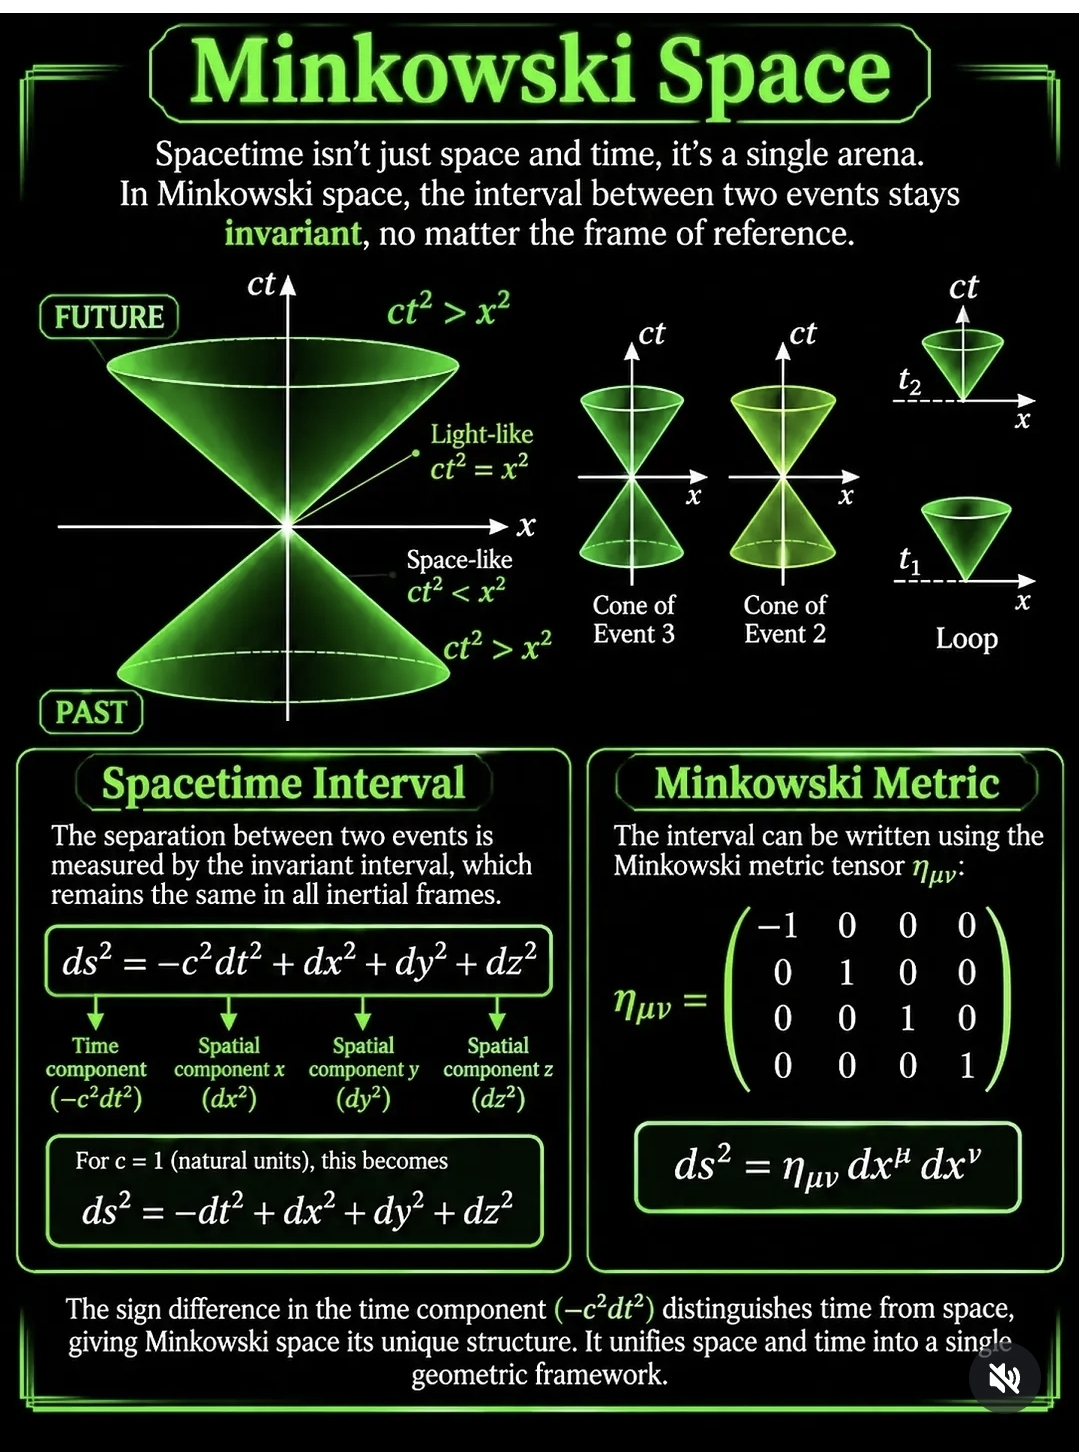 Minkowski Space
Spacetime isn't just space and time, it's a single arena.
In Minkowski space, the interval between two events stays
invariant, no matter the frame of reference.
FUTURE
ct
ct² > x²
Light-like
ct² = x²
x
Space-like
ct² < x²
ct² > x²
PAST
ct
x
Cone of
Event 3
ct
x
Cone of
Event 2
ct
t₂
x
t₁
x
Loop
Spacetime Interval
The separation between two events is
measured by the invariant interval, which
remains the same in all inertial frames.
ds² = −c²dt² + dx² + dy² + dz²
Time
component
(−c²dt²)
Spatial
component x
(dx²)
Spatial
component y
(dy²)
Spatial
component z
(dz²)
For c = 1 (natural units), this becomes
ds² = −dt² + dx² + dy² + dz²
Minkowski Metric
The interval can be written using the
Minkowski metric tensor ημν:
ημν =
−1 0 0 0
0 1 0 0
0 0 1 0
0 0 0 1
ds² = ημν dxᵘ dxᵛ
The sign difference in the time component (−c²dt²) distinguishes time from space,
giving Minkowski space its unique structure. It unifies space and time into a single
geometric framework.